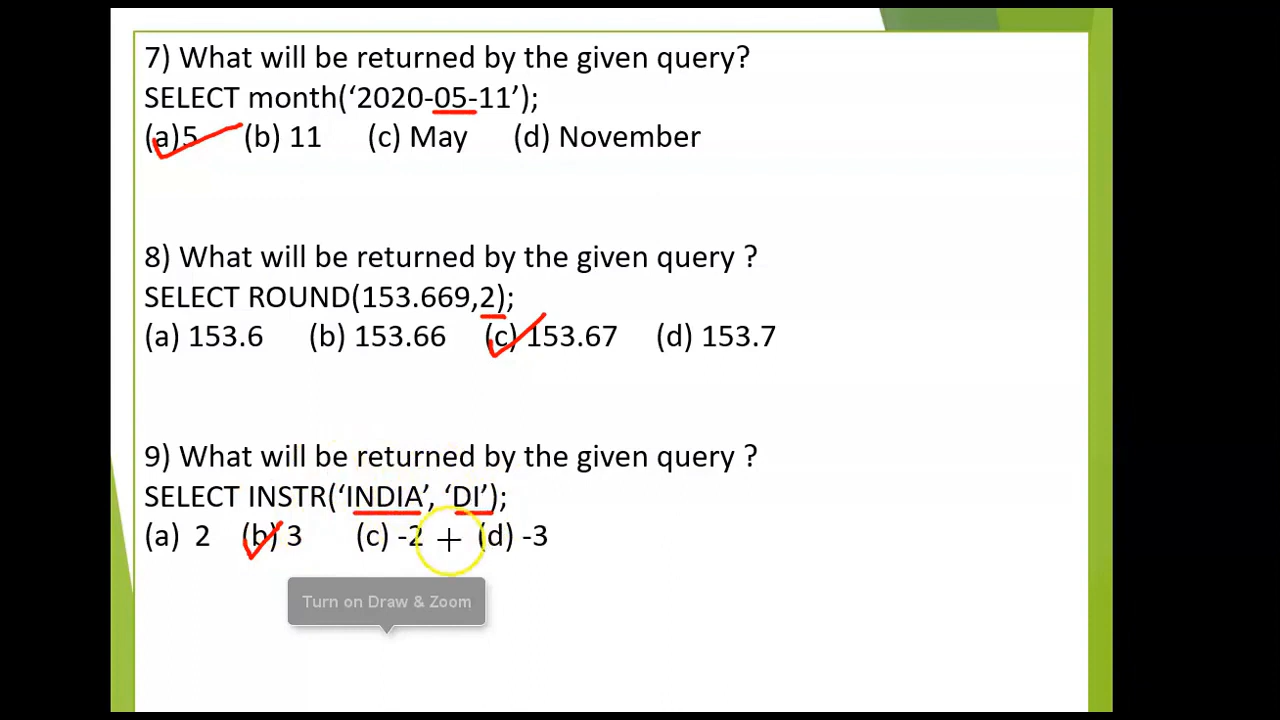 7) What will be returned by the given query?
SELECT month(‘2020-05-11’);
(a)5 (b) 11 (c) May (d) November
8) What will be returned by the given query ?
SELECT ROUND(153.669,2);
(a) 153.6 (b) 153.66 (c) 153.67 (d) 153.7
9) What will be returned by the given query ?
SELECT INSTR(‘INDIA’, ‘DI’);
(a) 2 (b) 3 (c) -2 (d) -3
Turn on Draw & Zoom